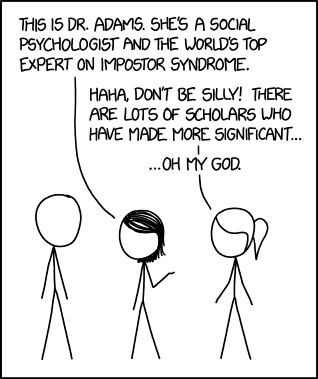 THIS IS DR. ADAMS. SHE'S A SOCIAL
PSYCHOLOGIST AND THE WORLD'S TOP
EXPERT ON IMPOSTOR SYNDROME.
HAHA, DON'T BE SILLY! THERE
ARE LOTS OF SCHOLARS WHO
HAVE MADE MORE SIGNIFICANT...
...OH MY GOD.